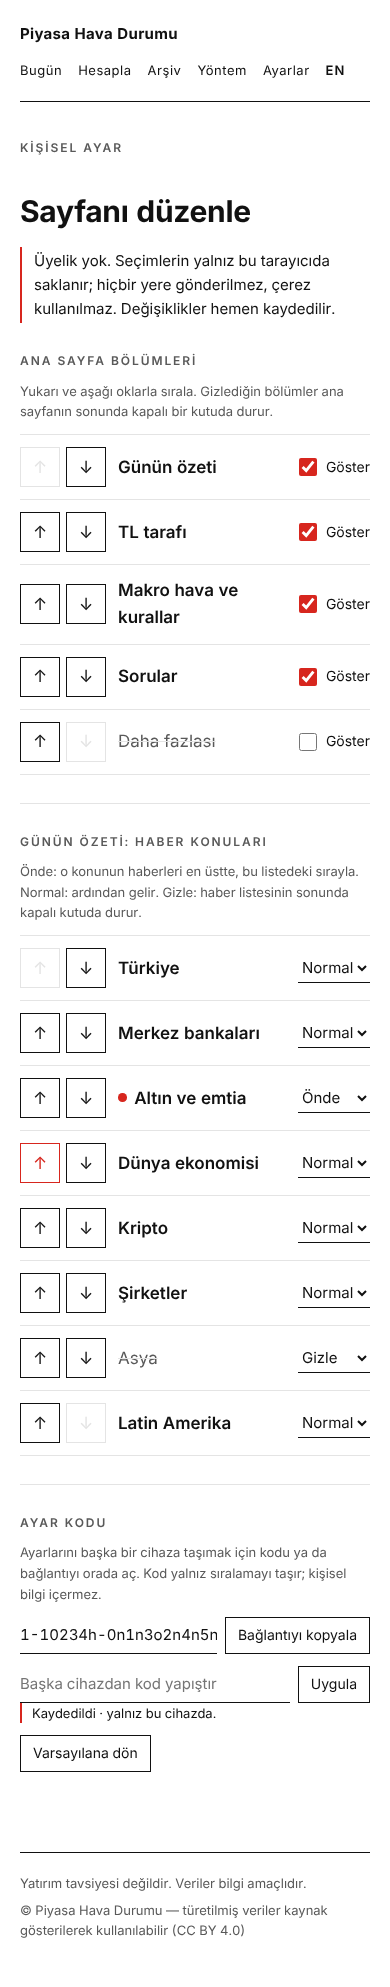 Piyasa Hava Durumu
Bugün Hesapla Arşiv Yöntem Ayarlar EN
KİŞİSEL AYAR
Sayfanı düzenle
Üyelik yok. Seçimlerin yalnız bu tarayıcıda
saklanır; hiçbir yere gönderilmez, çerez
kullanılmaz. Değişiklikler hemen kaydedilir.
ANA SAYFA BÖLÜMLERİ
Yukarı ve aşağı oklarla sırala. Gizlediğin bölümler ana
sayfanın sonunda kapalı bir kutuda durur.
↑ ↓ Günün özeti Göster
↑ ↓ TL tarafı Göster
↑ ↓ Makro hava ve
kurallar Göster
↑ ↓ Sorular Göster
↑ ↓ Daha fazlası Göster
GÜNÜN ÖZETİ: HABER KONULARI
Önde: o konunun haberleri en üstte, bu listedeki sırayla.
Normal: ardından gelir. Gizle: haber listesinin sonunda
kapalı kutuda durur.
↑ ↓ Türkiye Normal
↑ ↓ Merkez bankaları Normal
↑ ↓ Altın ve emtia Önde
↑ ↓ Dünya ekonomisi Normal
↑ ↓ Kripto Normal
↑ ↓ Şirketler Normal
↑ ↓ Asya Gizle
↑ ↓ Latin Amerika Normal
AYAR KODU
Ayarlarını başka bir cihaza taşımak için kodu ya da
bağlantıyı orada aç. Kod yalnız sıralamayı taşır; kişisel
bilgi içermez.
1-10234h-0n1n3o2n4n5n Bağlantıyı kopyala
Başka cihazdan kod yapıştır Uygula
Kaydedildi · yalnız bu cihazda.
Varsayılana dön
Yatırım tavsiyesi değildir. Veriler bilgi amaçlıdır.
© Piyasa Hava Durumu — türetilmiş veriler kaynak
gösterilerek kullanılabilir (CC BY 4.0)